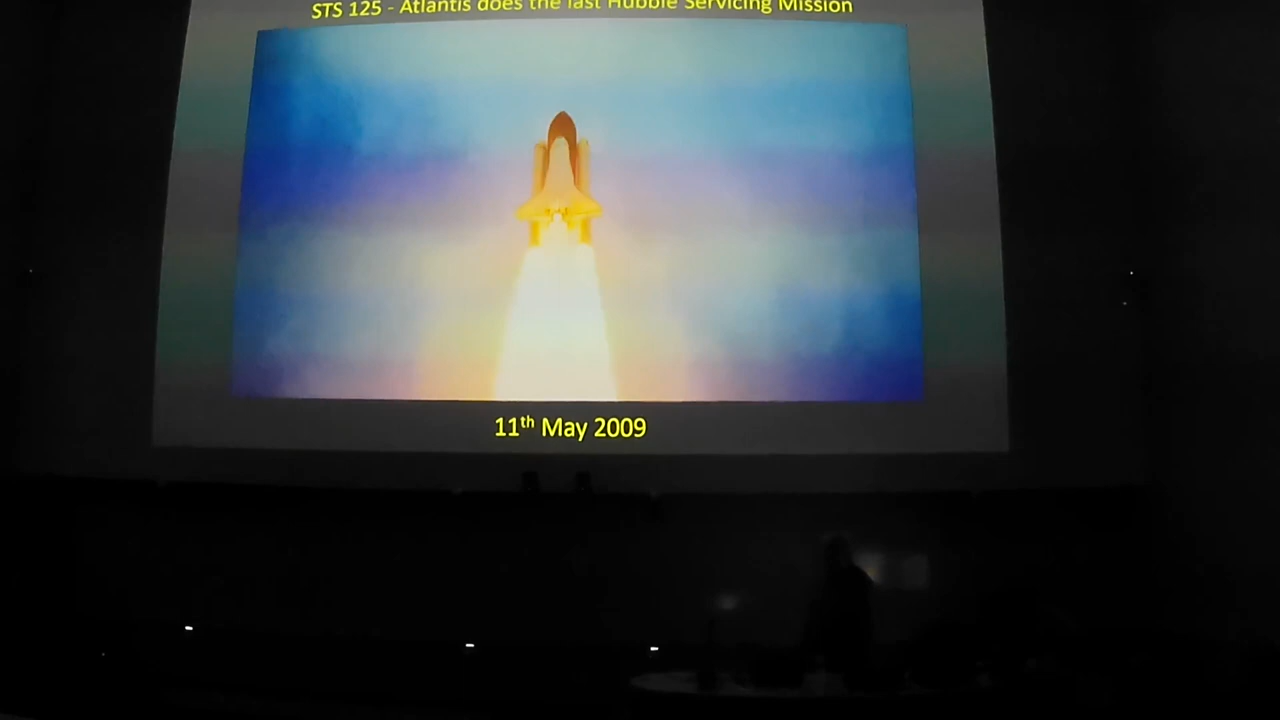 STS 125 - Atlantis does the last Hubble Servicing Mission
11th May 2009